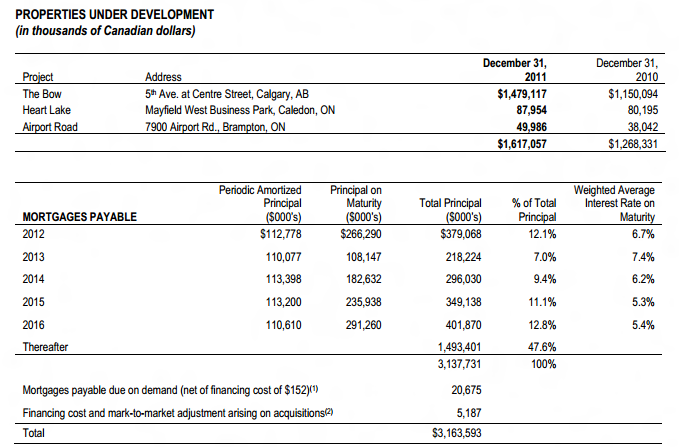 PROPERTIES UNDER DEVELOPMENT
(in thousands of Canadian dollars)
December 31, December 31,
Project Address 2011 2010
The Bow 5th Ave. at Centre Street, Calgary, AB $1,479,117 $1,150,094
Heart Lake Mayfield West Business Park, Caledon, ON 87,954 80,195
Airport Road 7900 Airport Rd., Brampton, ON 49,986 38,042
$1,617,057 $1,268,331
Periodic Amortized Principal on Weighted Average
Principal Maturity Total Principal % of Total Interest Rate on
MORTGAGES PAYABLE ($000's) ($000's) ($000's) Principal Maturity
2012 $112,778 $266,290 $379,068 12.1% 6.7%
2013 110,077 108,147 218,224 7.0% 7.4%
2014 113,398 182,632 296,030 9.4% 6.2%
2015 113,200 235,938 349,138 11.1% 5.3%
2016 110,610 291,260 401,870 12.8% 5.4%
Thereafter 1,493,401 47.6%
3,137,731 100%
Mortgages payable due on demand (net of financing cost of $152)(1) 20,675
Financing cost and mark-to-market adjustment arising on acquisitions(2) 5,187
Total $3,163,593